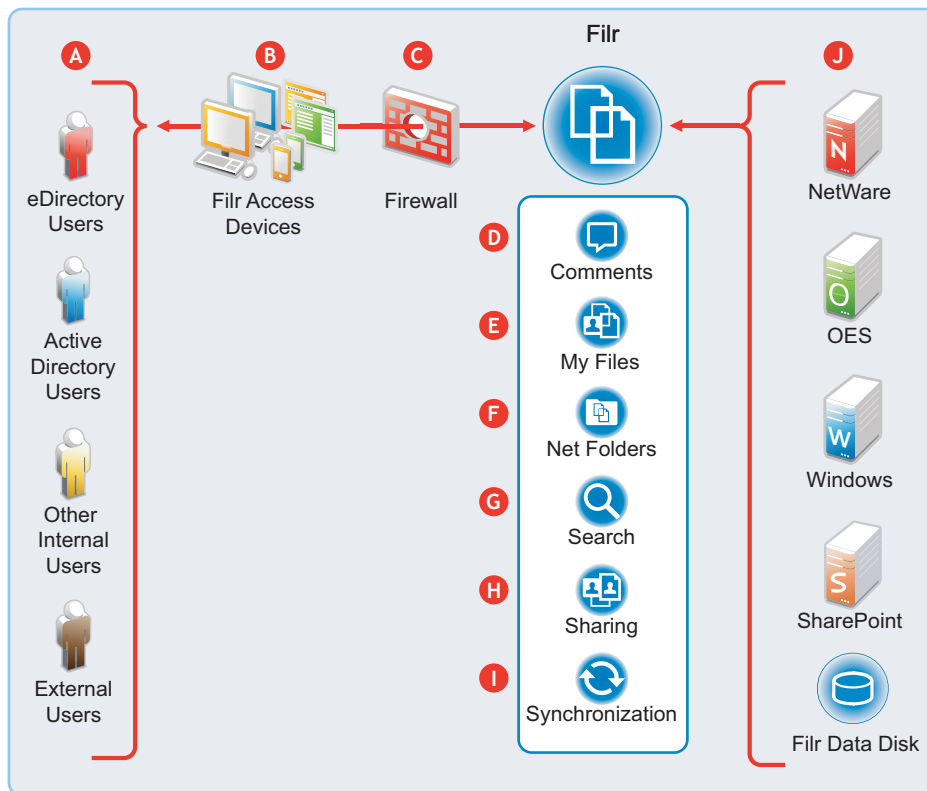 Filr
A
B
C
J
eDirectory
Users
Active
Directory
Users
Other
Internal
Users
External
Users
Filr Access
Devices
Firewall
D
Comments
E
My Files
F
Net Folders
G
Search
H
Sharing
I
Synchronization
N
NetWare
O
OES
W
Windows
S
SharePoint
Filr Data Disk